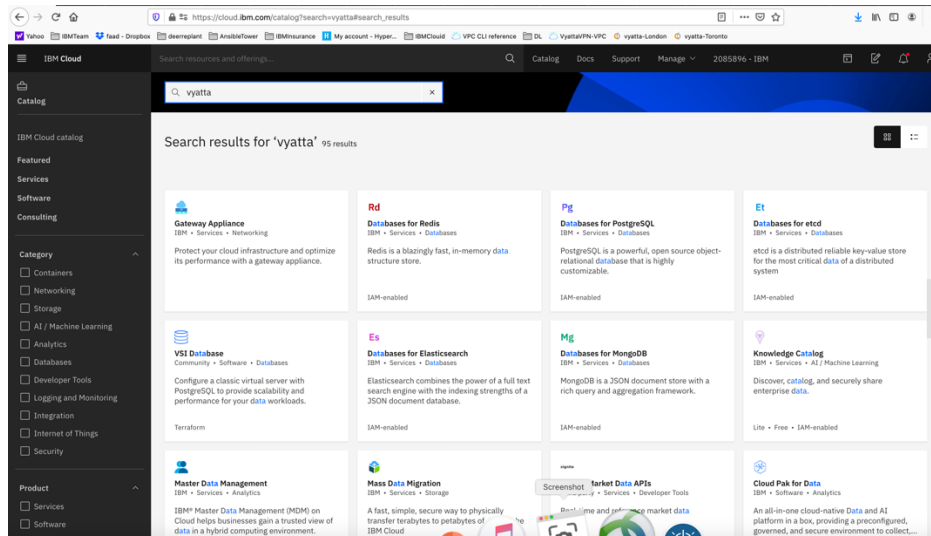 https://cloud.ibm.com/catalog?search=vyatta#search_results
Yahoo IBMTeam faad - Dropbox deerreplant AnsibleTower IBMInsurance My account - Hyper... IBMClouid VPC CLI reference DL VyattaVPN-VPC vyatta-London vyatta-Toronto
IBM Cloud Search resources and offerings... Catalog Docs Support Manage 2085896 - IBM
Catalog
vyatta
IBM Cloud catalog
Featured
Services
Software
Consulting
Category
Containers
Networking
Storage
AI / Machine Learning
Analytics
Databases
Developer Tools
Logging and Monitoring
Integration
Internet of Things
Security
Product
Services
Software
Search results for ‘vyatta’ 95 results
Gateway Appliance
IBM • Services • Networking
Protect your cloud infrastructure and optimize
its performance with a gateway appliance.
Rd
Databases for Redis
IBM • Services • Databases
Redis is a blazingly fast, in-memory data
structure store.
IAM-enabled
Pg
Databases for PostgreSQL
IBM • Services • Databases
PostgreSQL is a powerful, open source object-
relational database that is highly
customizable.
IAM-enabled
Et
Databases for etcd
IBM • Services • Databases
etcd is a distributed reliable key-value store
for the most critical data of a distributed
system
IAM-enabled
VSI Database
Community • Software • Databases
Configure a classic virtual server with
PostgreSQL to provide scalability and
performance for your data workloads.
Terraform
Es
Databases for Elasticsearch
IBM • Services • Databases
Elasticsearch combines the power of a full text
search engine with the indexing strengths of a
JSON document database.
IAM-enabled
Mg
Databases for MongoDB
IBM • Services • Databases
MongoDB is a JSON document store with a
rich query and aggregation framework.
IAM-enabled
Knowledge Catalog
IBM • Services • AI / Machine Learning
Discover, catalog, and securely share
enterprise data.
Lite • Free • IAM-enabled
Master Data Management
IBM • Services • Analytics
IBM® Master Data Management (MDM) on
Cloud helps businesses gain a trusted view of
data in a hybrid computing environment.
Mass Data Migration
IBM • Services • Storage
A fast, simple, secure way to physically
transfer terabytes to petabytes of
IBM Cloud
Market Data APIs
• Services • Developer Tools
market data
Screenshot
Cloud Pak for Data
IBM • Software • Analytics
An all-in-one cloud-native Data and AI
platform in a box, providing a preconfigured,
governed, and secure environment to collect,...